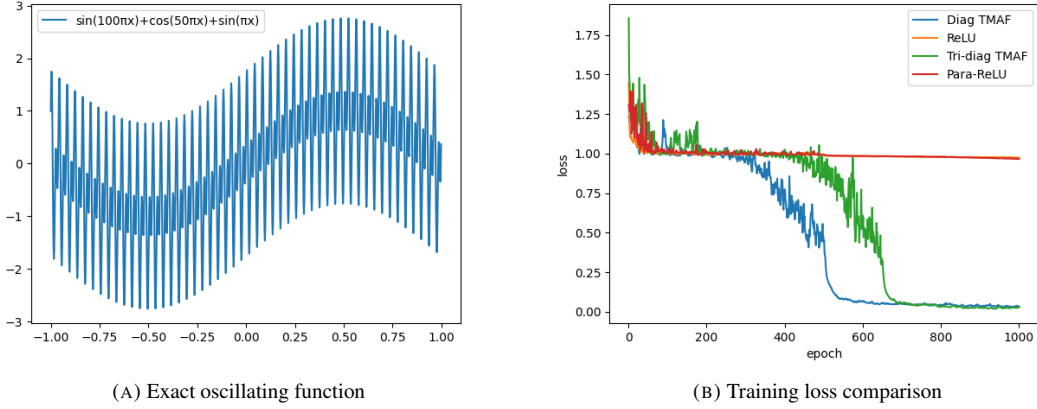 sin(100πx)+cos(50πx)+sin(πx)
3
2
1
0
−1
−2
−3
−1.00 −0.75 −0.50 −0.25 0.00 0.25 0.50 0.75 1.00
(A) Exact oscillating function
Diag TMAF
ReLU
Tri-diag TMAF
Para-ReLU
loss
1.75
1.50
1.25
1.00
0.75
0.50
0.25
0.00
0 200 400 600 800 1000
epoch
(B) Training loss comparison